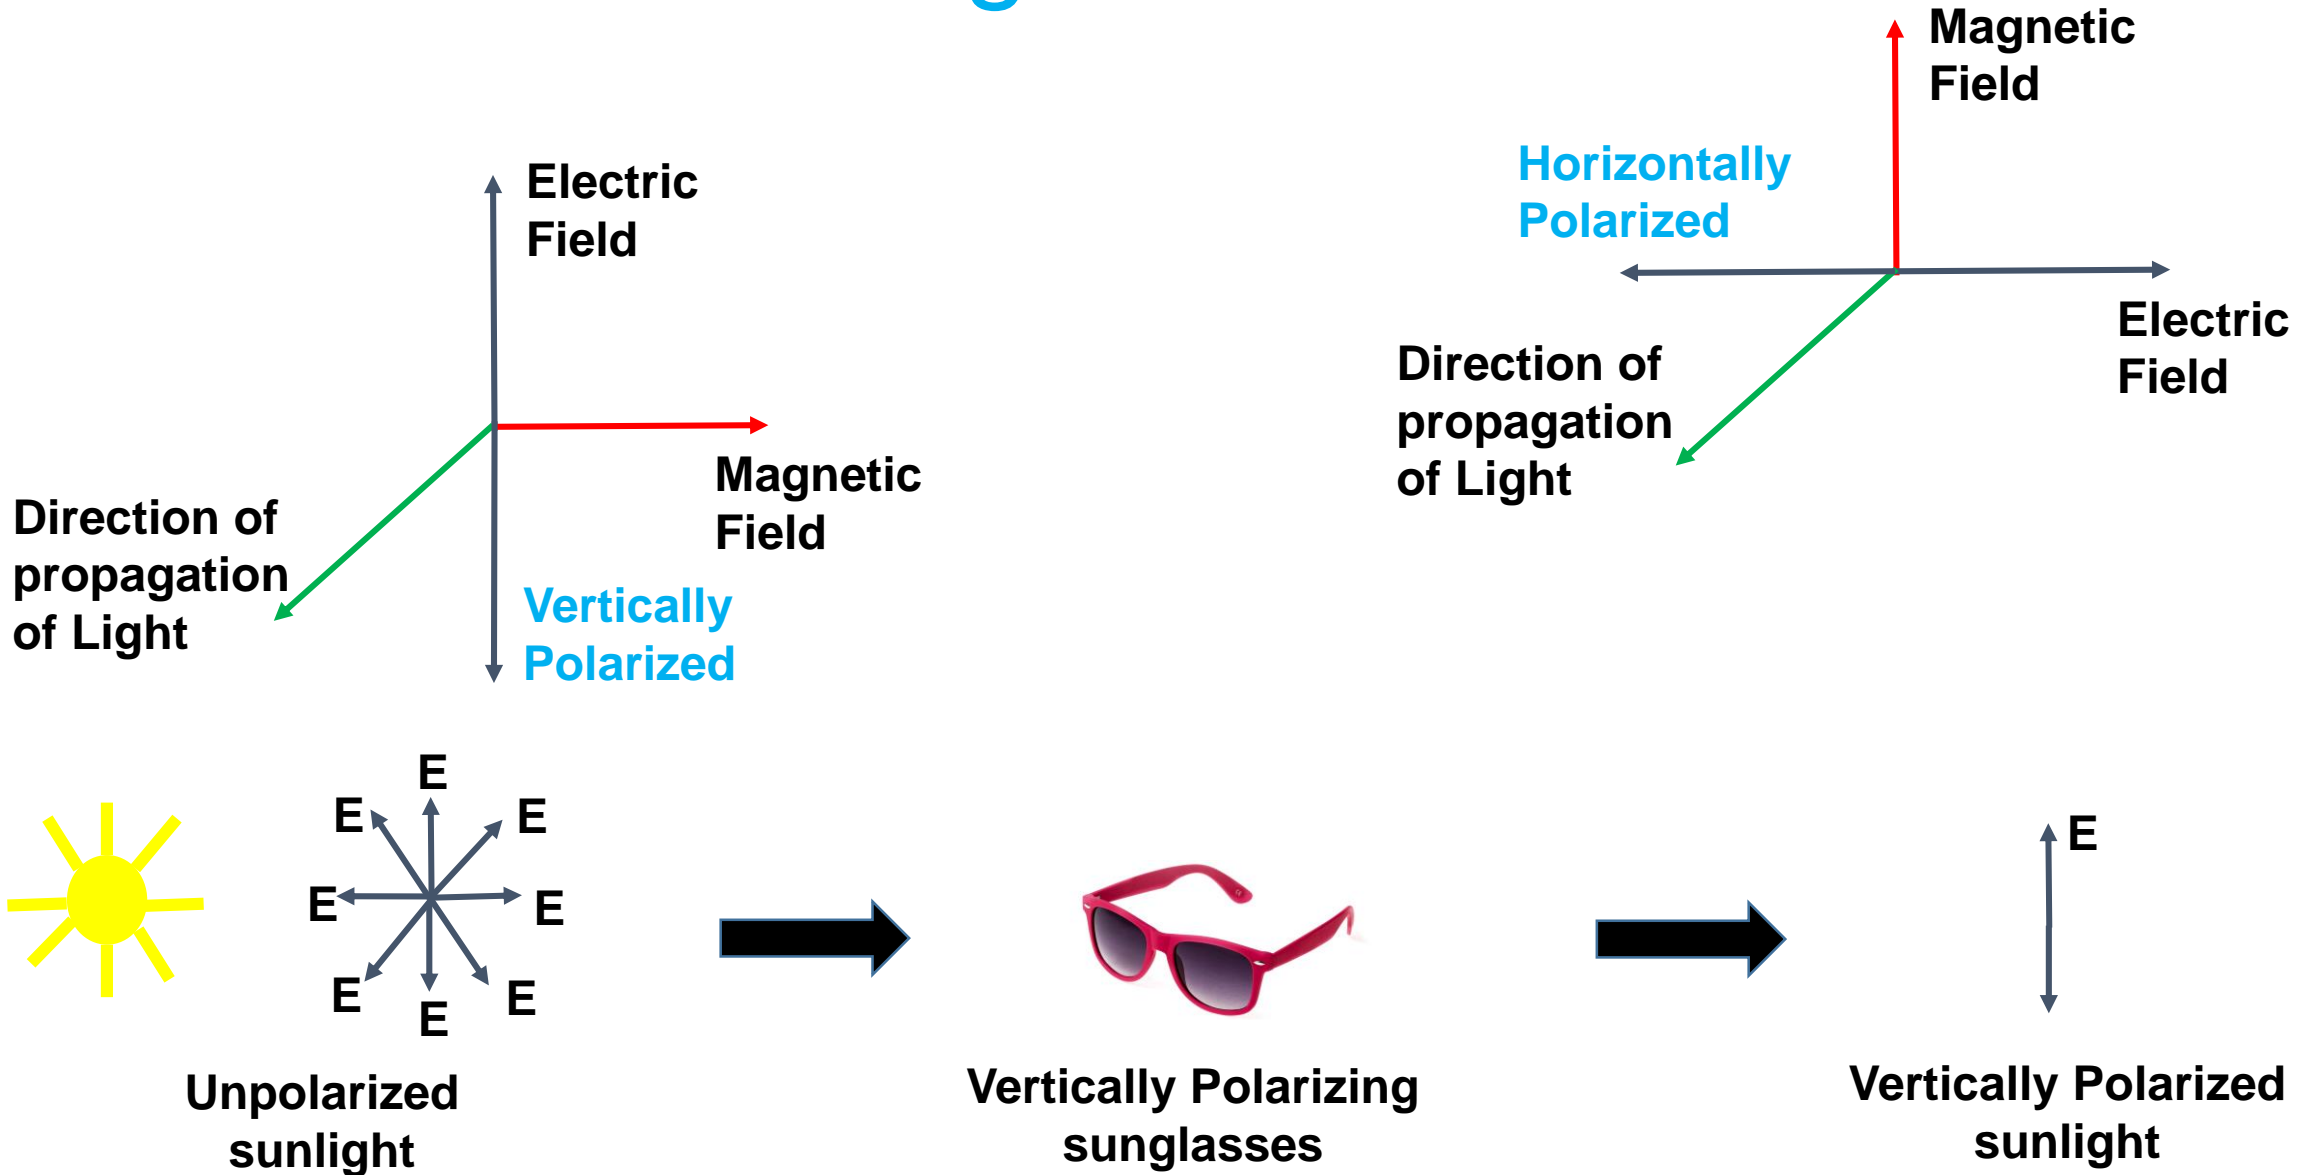 Magnetic
Field
Electric
Field
Horizontally
Polarized
Electric
Field
Direction of
propagation
of Light
Magnetic
Field
Direction of
propagation
of Light
Vertically
Polarized
E
E
E
E
E
E
E
E
E
Unpolarized
sunlight
Vertically Polarizing
sunglasses
Vertically Polarized
sunlight